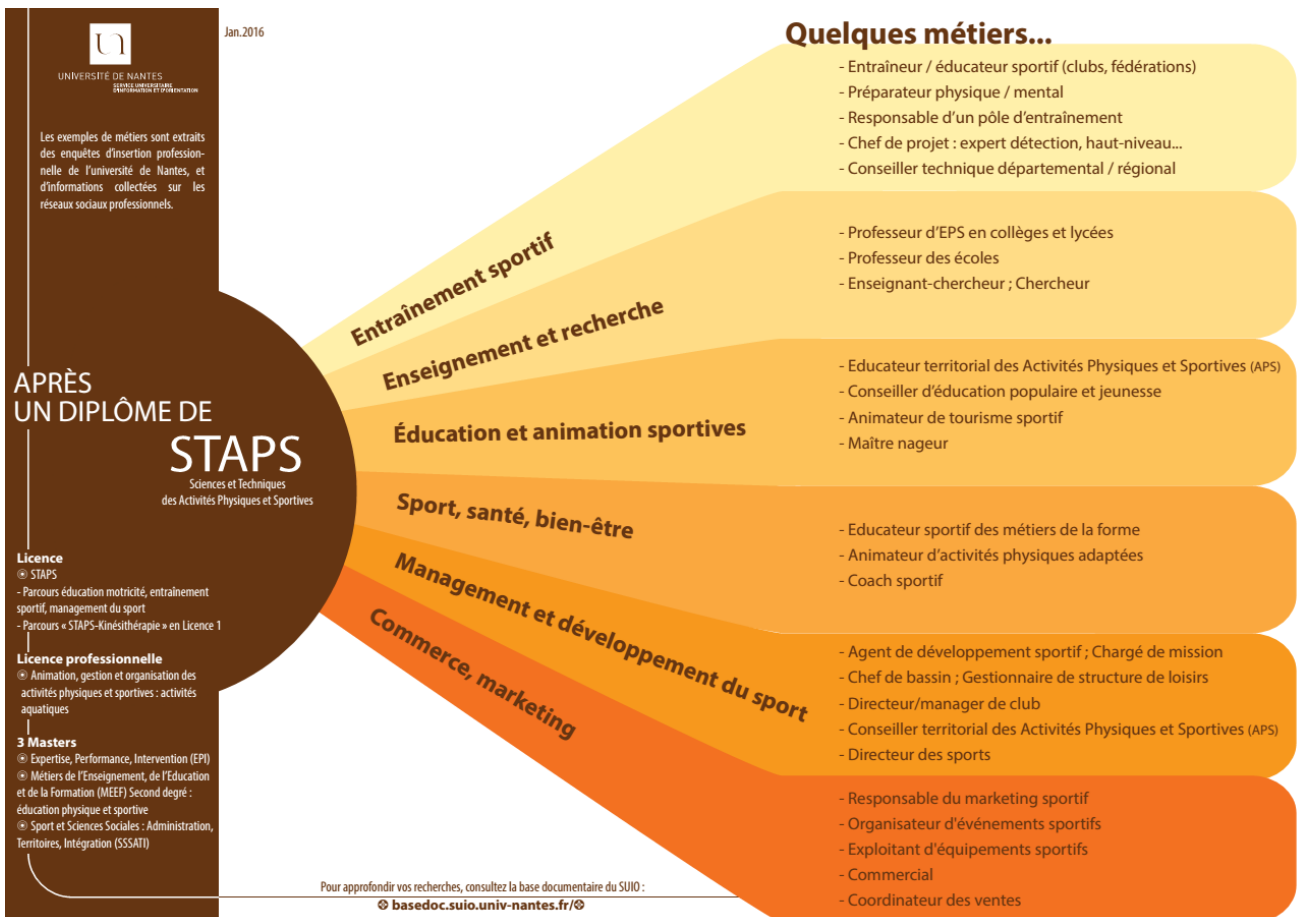 UNIVERSITÉ DE NANTES
SERVICE UNIVERSITAIRE
D'INFORMATION ET D'ORIENTATION
Jan.2016
Les exemples de métiers sont extraits
des enquêtes d'insertion profession-
nelle de l'université de Nantes, et
d'informations collectées sur les
réseaux sociaux professionnels.
APRÈS
UN DIPLÔME DE
STAPS
Sciences et Techniques
des Activités Physiques et Sportives
Licence
STAPS
- Parcours éducation motricité, entraînement
sportif, management du sport
- Parcours « STAPS-Kinésithérapie » en Licence 1
Licence professionnelle
Animation, gestion et organisation des
activités physiques et sportives : activités
aquatiques
3 Masters
Expertise, Performance, Intervention (EPI)
Métiers de l'Enseignement, de l'Education
et de la Formation (MEEF) Second degré :
éducation physique et sportive
Sport et Sciences Sociales : Administration,
Territoires, Intégration (SSSATI)
Quelques métiers...
Entraînement sportif
- Entraîneur / éducateur sportif (clubs, fédérations)
- Préparateur physique / mental
- Responsable d'un pôle d'entraînement
- Chef de projet : expert détection, haut-niveau...
- Conseiller technique départemental / régional
Enseignement et recherche
- Professeur d'EPS en collèges et lycées
- Professeur des écoles
- Enseignant-chercheur ; Chercheur
Éducation et animation sportives
- Educateur territorial des Activités Physiques et Sportives (APS)
- Conseiller d'éducation populaire et jeunesse
- Animateur de tourisme sportif
- Maître nageur
Sport, santé, bien-être
- Educateur sportif des métiers de la forme
- Animateur d'activités physiques adaptées
- Coach sportif
Management et développement du sport
- Agent de développement sportif ; Chargé de mission
- Chef de bassin ; Gestionnaire de structure de loisirs
- Directeur/manager de club
- Conseiller territorial des Activités Physiques et Sportives (APS)
- Directeur des sports
Commerce, marketing
- Responsable du marketing sportif
- Organisateur d'événements sportifs
- Exploitant d'équipements sportifs
- Commercial
- Coordinateur des ventes
Pour approfondir vos recherches, consultez la base documentaire du SUIO :
basedoc.suio.univ-nantes.fr/